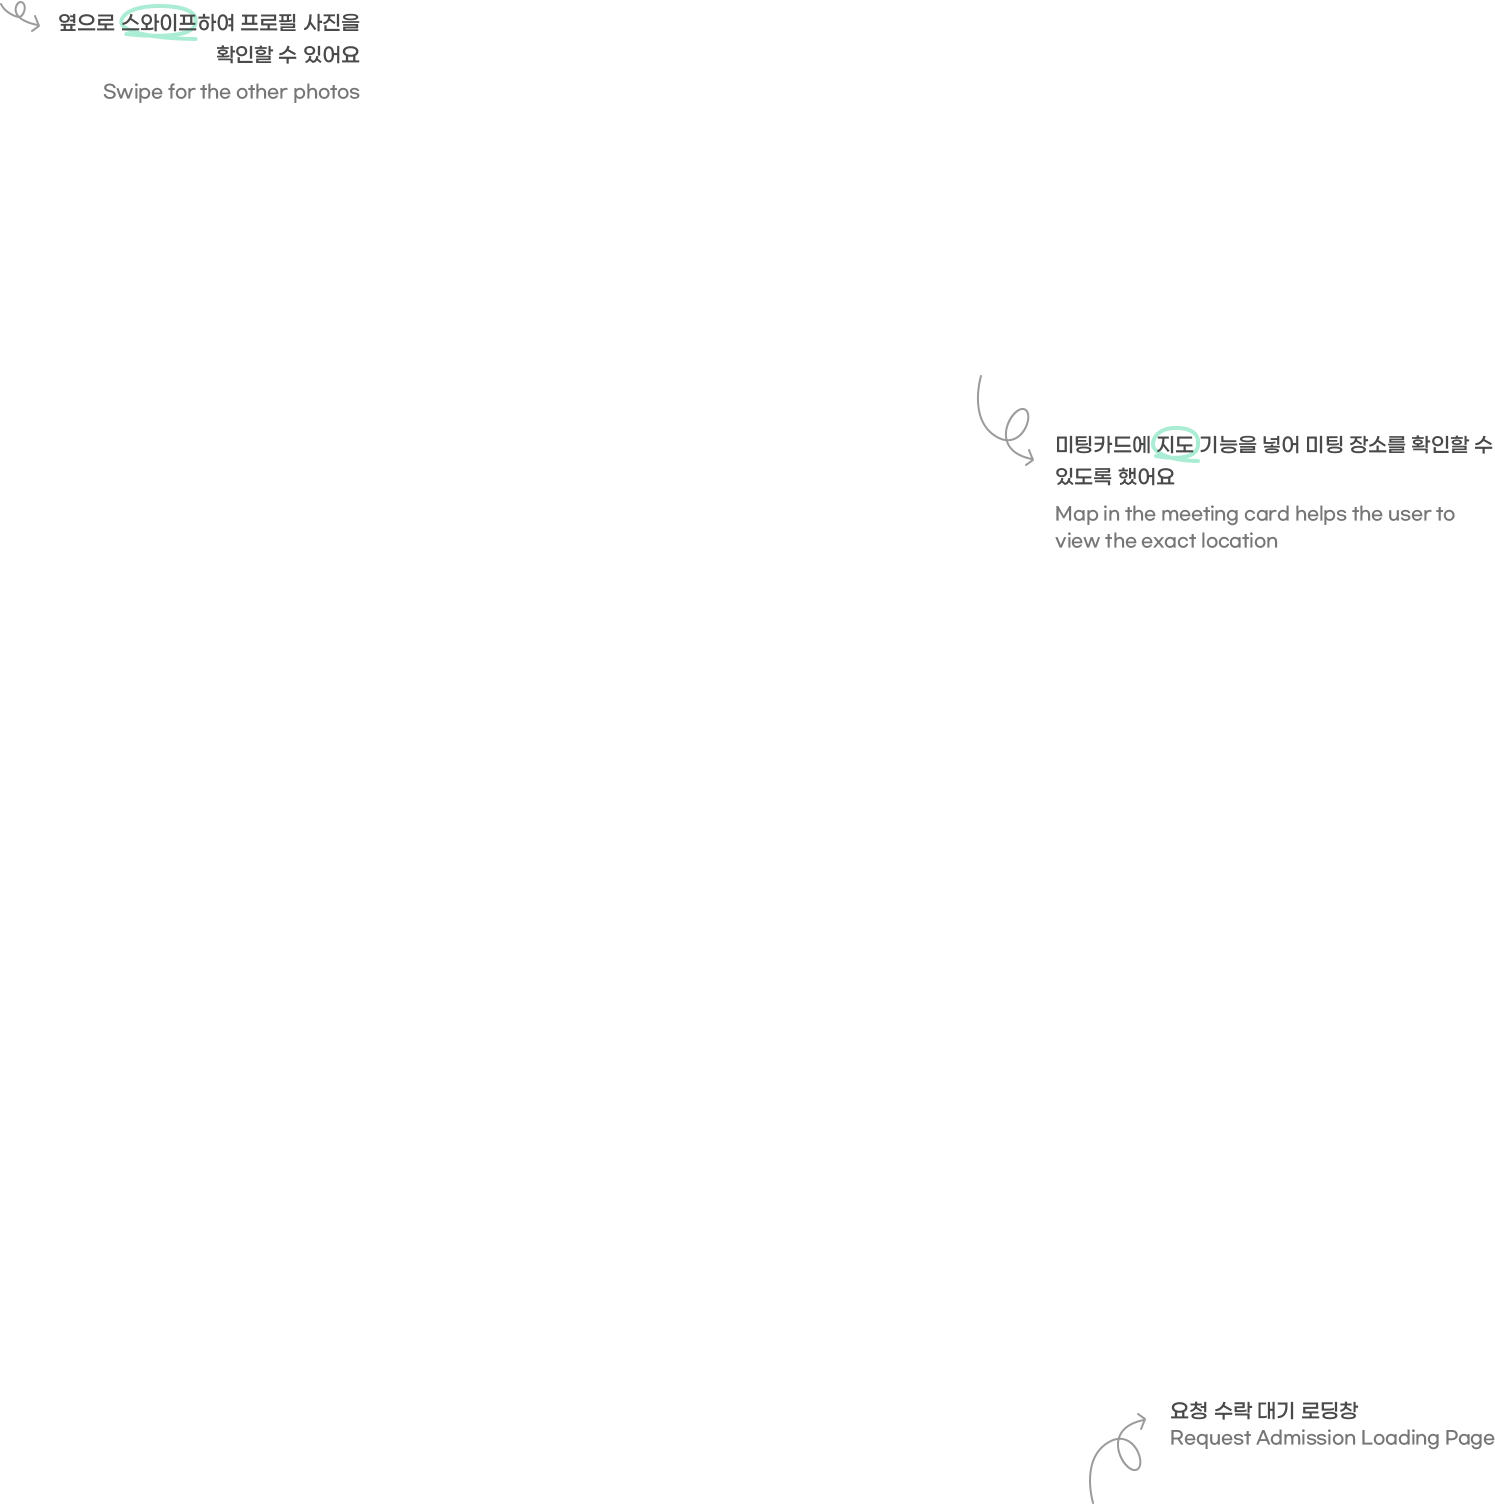 옆으로 스와이프하여 프로필 사진을
확인할 수 있어요
Swipe for the other photos
미팅카드에 지도 기능을 넣어 미팅 장소를 확인할 수
있도록 했어요
Map in the meeting card helps the user to
view the exact location
요청 수락 대기 로딩창
Request Admission Loading Page